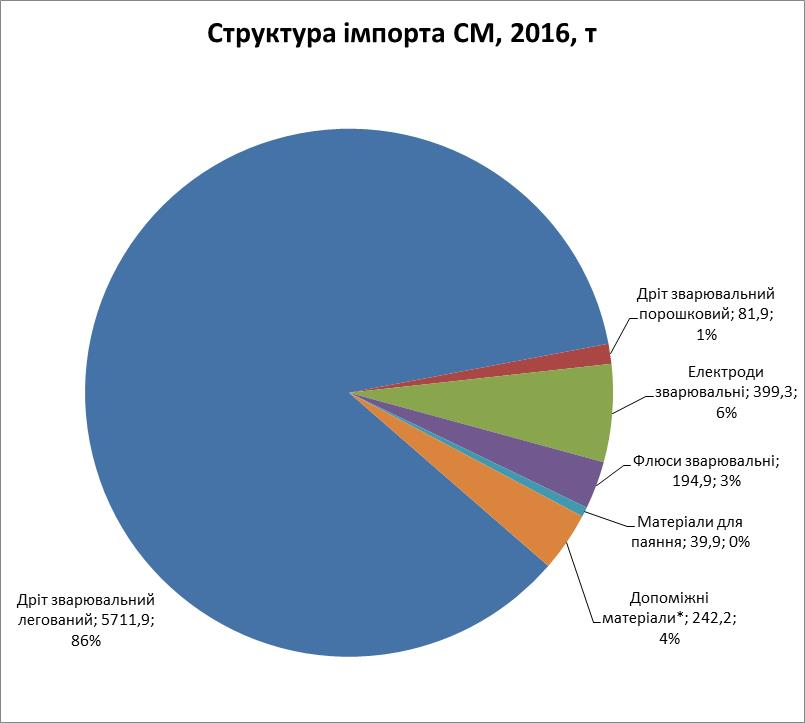 Структура імпорта СМ, 2016, т
Дріт зварювальний
порошковий; 81,9;
1%
Електроди
зварювальні; 399,3;
6%
Флюси зварювальні;
194,9; 3%
Матеріали для
паяння; 39,9; 0%
Допоміжні
матеріали*; 242,2;
4%
Дріт зварювальний
легований; 5711,9;
86%